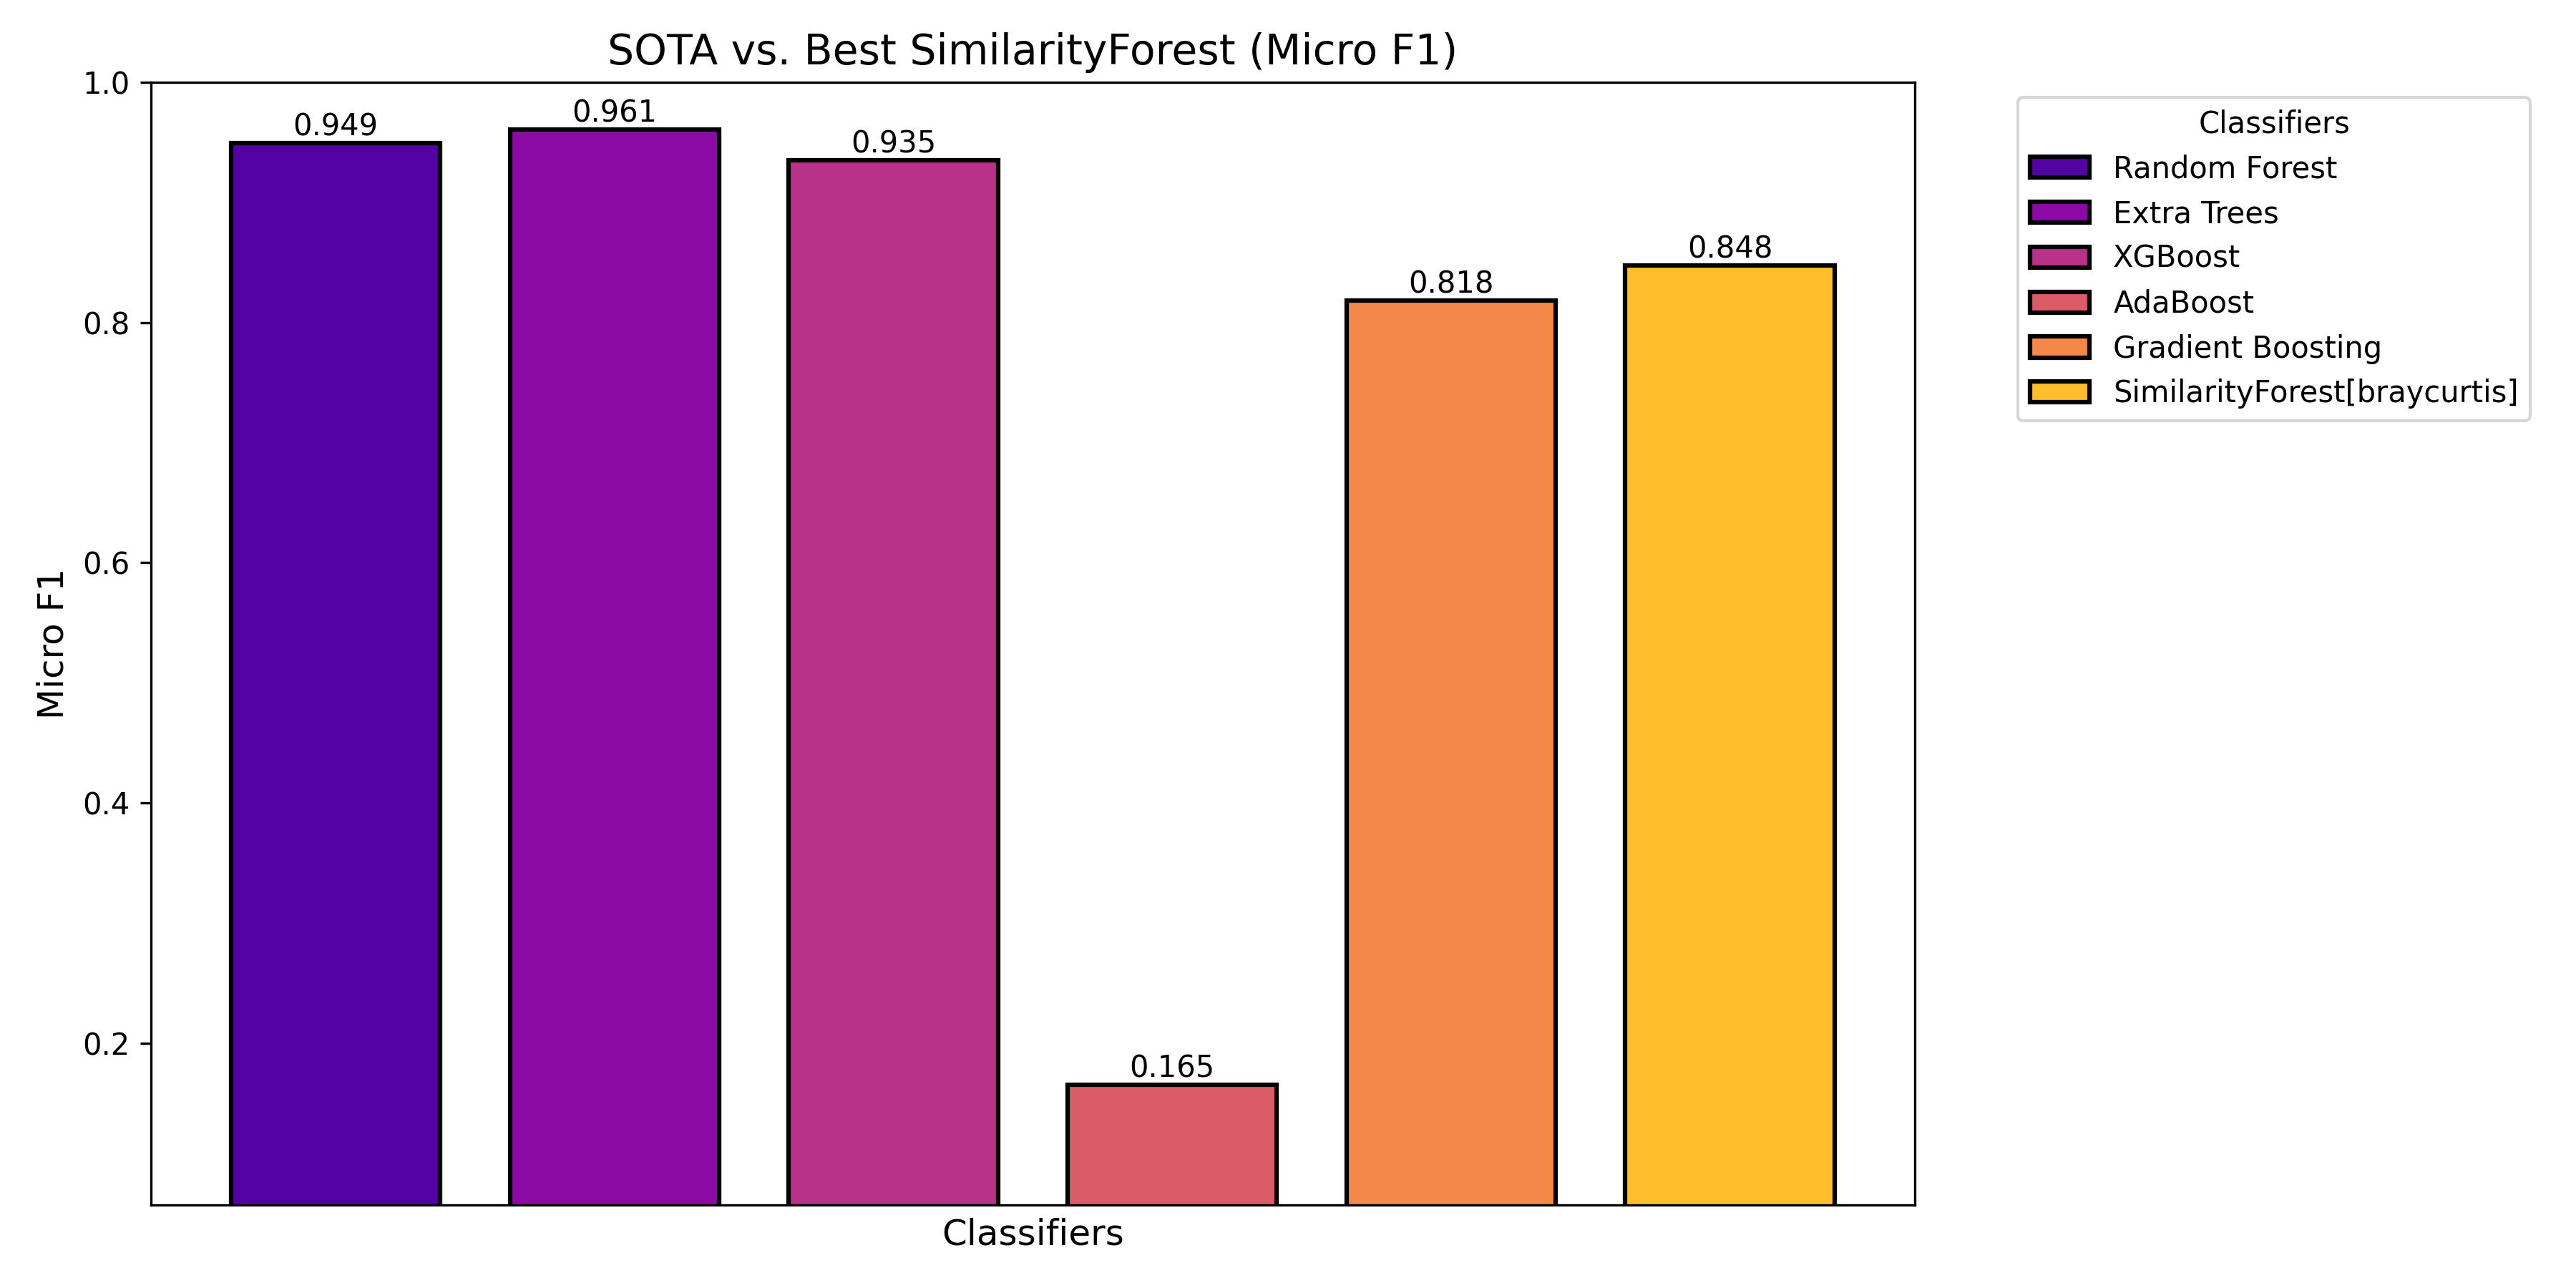 SOTA vs. Best SimilarityForest (Micro F1)
1.0
0.8
0.6
0.4
0.2
Micro F1
0.949
0.961
0.935
0.165
0.818
0.848
Classifiers
Classifiers
Random Forest
Extra Trees
XGBoost
AdaBoost
Gradient Boosting
SimilarityForest[braycurtis]